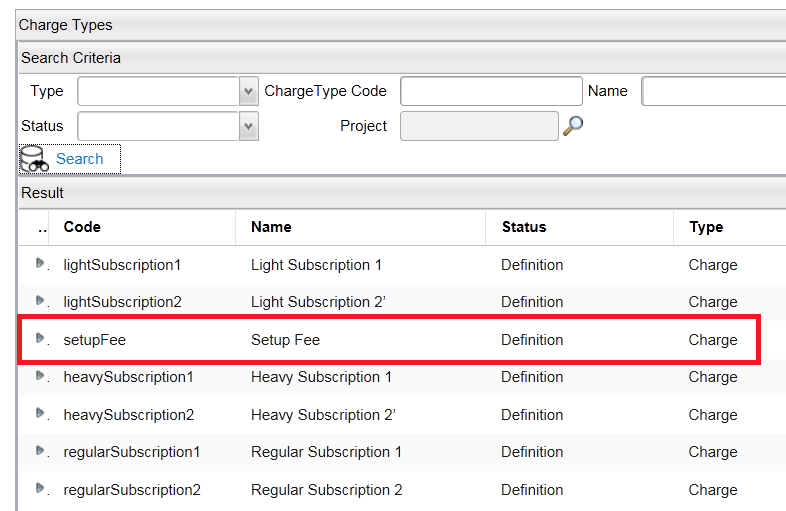 Charge Types
Search Criteria
Type ChargeType Code Name
Status Project
Search
Result
.. Code Name Status Type
. lightSubscription1 Light Subscription 1 Definition Charge
. lightSubscription2 Light Subscription 2’ Definition Charge
. setupFee Setup Fee Definition Charge
. heavySubscription1 Heavy Subscription 1 Definition Charge
. heavySubscription2 Heavy Subscription 2’ Definition Charge
. regularSubscription1 Regular Subscription 1 Definition Charge
. regularSubscription2 Regular Subscription 2 Definition Charge